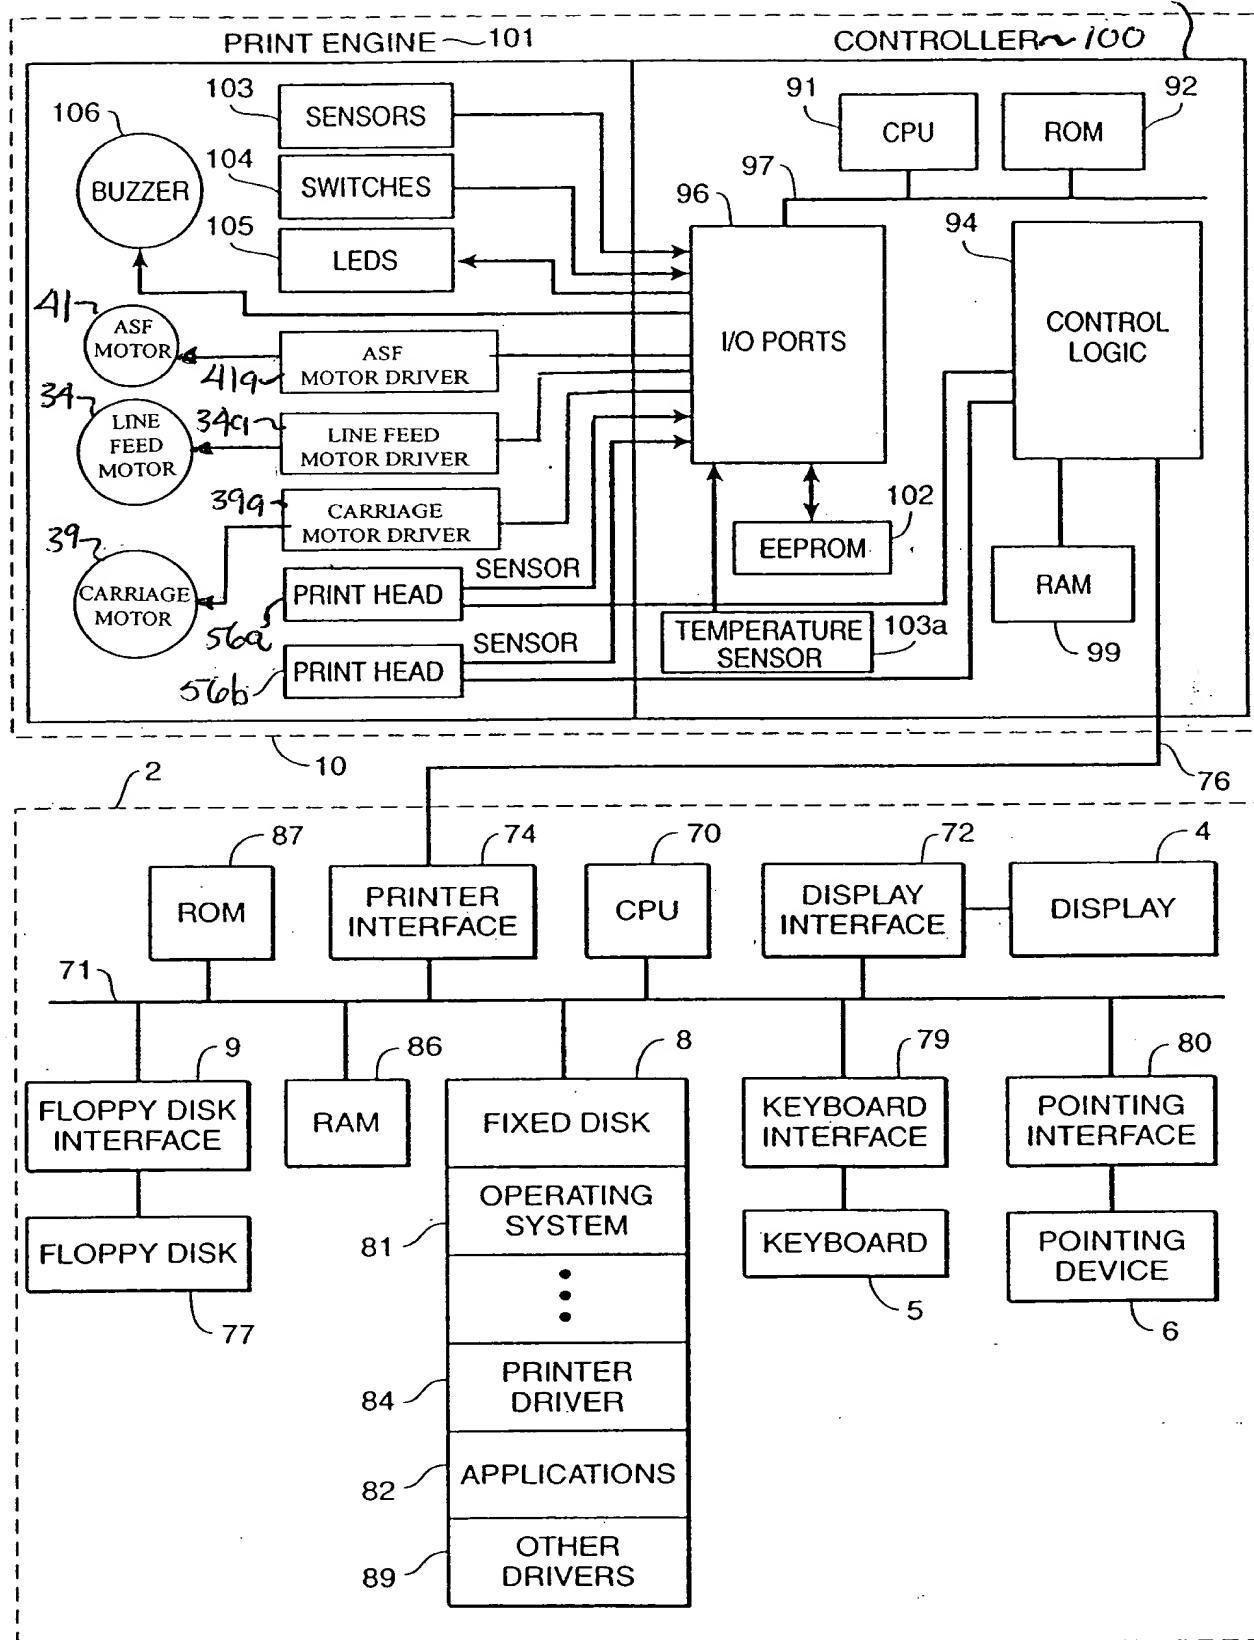 PRINT ENGINE 101
CONTROLLER 100
106
BUZZER
103
SENSORS
104
SWITCHES
105
LEDS
91
CPU
92
ROM
97
96
I/O PORTS
94
CONTROL
LOGIC
41
ASF
MOTOR
41a
ASF
MOTOR DRIVER
34
LINE
FEED
MOTOR
34a
LINE FEED
MOTOR DRIVER
39a
CARRIAGE
MOTOR DRIVER
39
CARRIAGE
MOTOR
SENSOR
PRINT HEAD
56a
SENSOR
PRINT HEAD
56b
102
EEPROM
TEMPERATURE
SENSOR
103a
RAM
99
10
76
2
87
ROM
74
PRINTER
INTERFACE
70
CPU
72
DISPLAY
INTERFACE
4
DISPLAY
71
9
FLOPPY DISK
INTERFACE
FLOPPY DISK
77
86
RAM
8
FIXED DISK
OPERATING
SYSTEM
81
PRINTER
DRIVER
84
APPLICATIONS
82
OTHER
DRIVERS
89
79
KEYBOARD
INTERFACE
KEYBOARD
5
80
POINTING
INTERFACE
POINTING
DEVICE
6